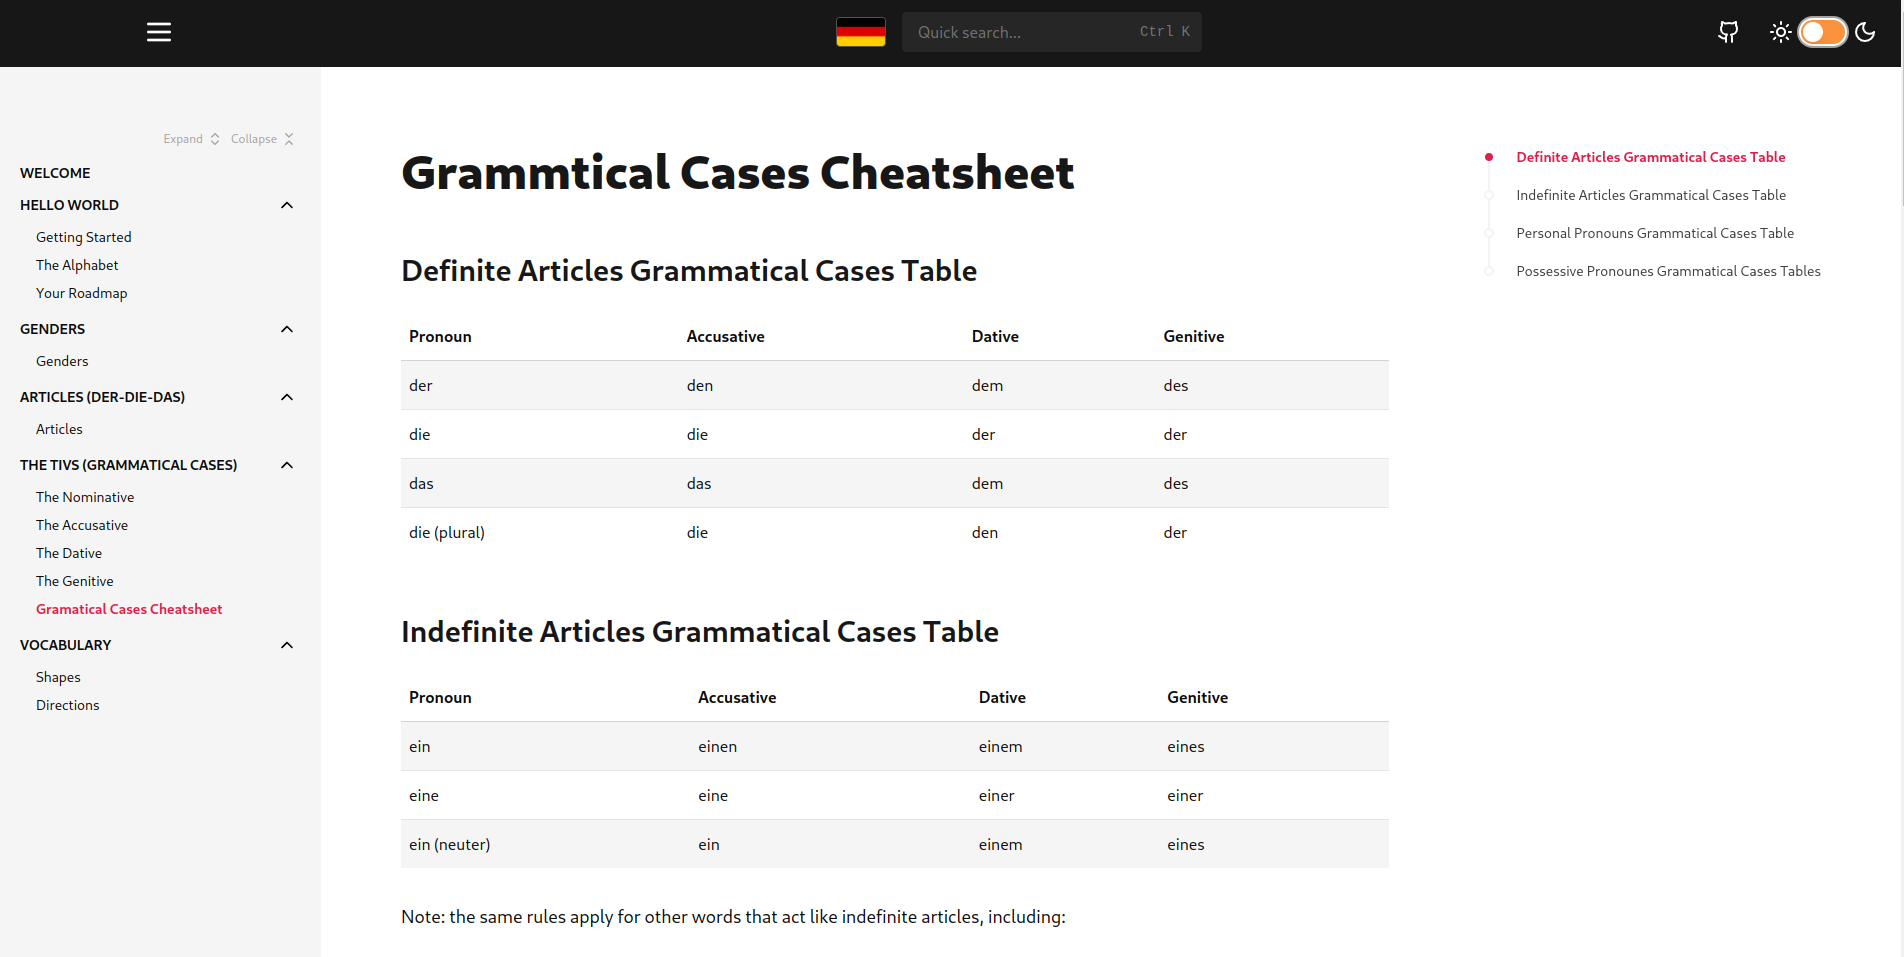 Quick search... Ctrl K
Expand Collapse
WELCOME
HELLO WORLD
Getting Started
The Alphabet
Your Roadmap
GENDERS
Genders
ARTICLES (DER-DIE-DAS)
Articles
THE TIVS (GRAMMATICAL CASES)
The Nominative
The Accusative
The Dative
The Genitive
Gramatical Cases Cheatsheet
VOCABULARY
Shapes
Directions
Grammtical Cases Cheatsheet
Definite Articles Grammatical Cases Table
Pronoun Accusative Dative Genitive
der den dem des
die die der der
das das dem des
die (plural) die den der
Indefinite Articles Grammatical Cases Table
Pronoun Accusative Dative Genitive
ein einen einem eines
eine eine einer einer
ein (neuter) ein einem eines
Note: the same rules apply for other words that act like indefinite articles, including:
Definite Articles Grammatical Cases Table
Indefinite Articles Grammatical Cases Table
Personal Pronouns Grammatical Cases Table
Possessive Pronounes Grammatical Cases Tables